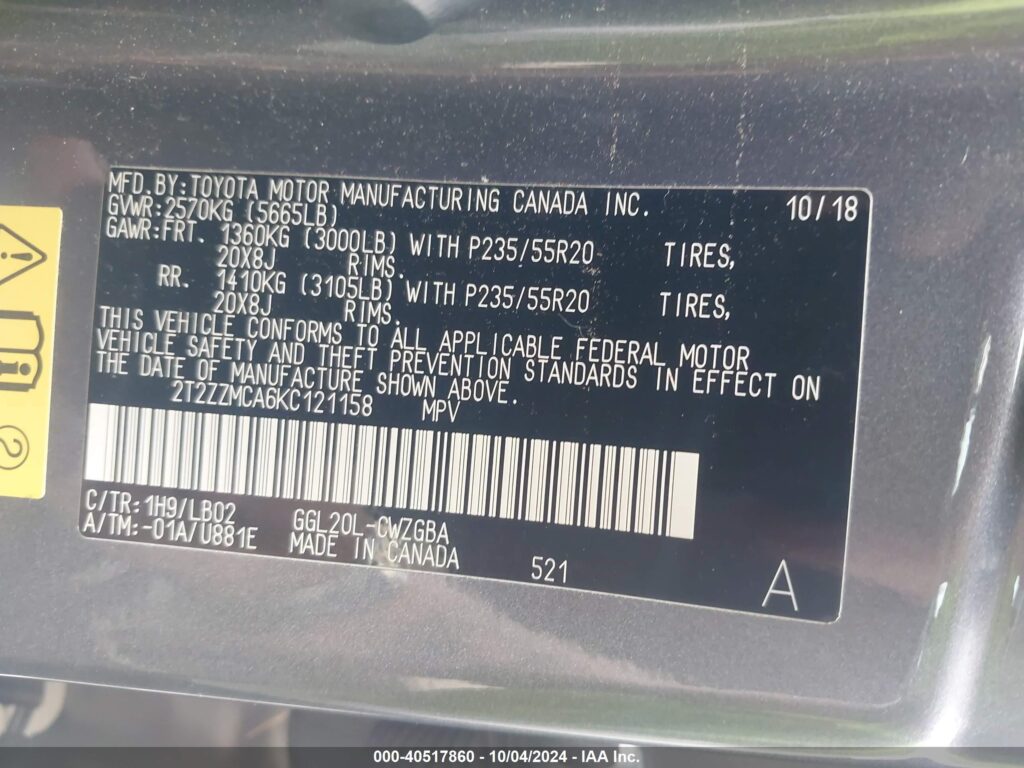 MFD.BY:TOYOTA MOTOR MANUFACTURING CANADA INC. 10/18
GVWR:2570KG (5665LB)
GAWR:FRT. 1360KG (3000LB) WITH P235/55R20 TIRES,
20X8J RIMS.
RR. 1410KG (3105LB) WITH P235/55R20 TIRES,
20X8J RIMS.
THIS VEHICLE CONFORMS TO ALL APPLICABLE FEDERAL MOTOR
VEHICLE SAFETY AND THEFT PREVENTION STANDARDS IN EFFECT ON
THE DATE OF MANUFACTURE SHOWN ABOVE.
2T2ZZMCA6KC121158 MPV
C/TR:1H9/LB02 GGL20L-CWZGBA
A/TM:-01A/U881E MADE IN CANADA 521 A
000-40517860 - 10/04/2024 - IAA Inc.